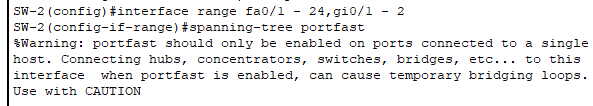 SW-2(config)#interface range fa0/1 - 24,gi0/1 - 2
SW-2(config-if-range)#spanning-tree portfast
%Warning: portfast should only be enabled on ports connected to a single
host. Connecting hubs, concentrators, switches, bridges, etc... to this
interface  when portfast is enabled, can cause temporary bridging loops.
Use with CAUTION